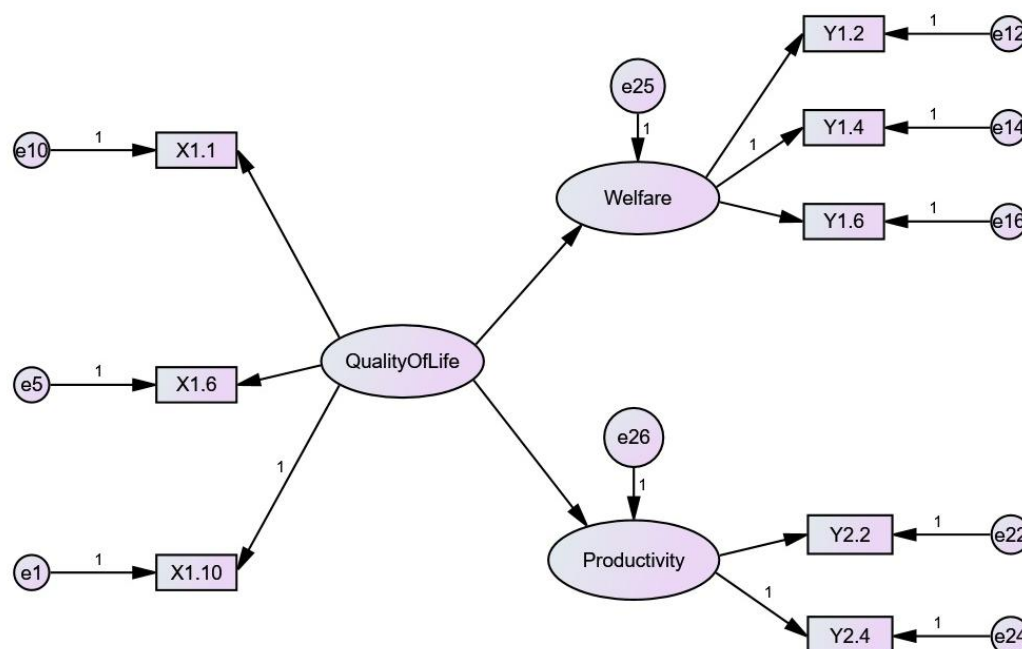 1
Y1.2
e12
e25
1
1
Y1.4
e14
1
e10
1
X1.1
Welfare
1
Y1.6
e16
QualityOfLife
e5
1
X1.6
e26
1
1
1
Y2.2
e22
Productivity
e1
1
X1.10
1
1
Y2.4
e24